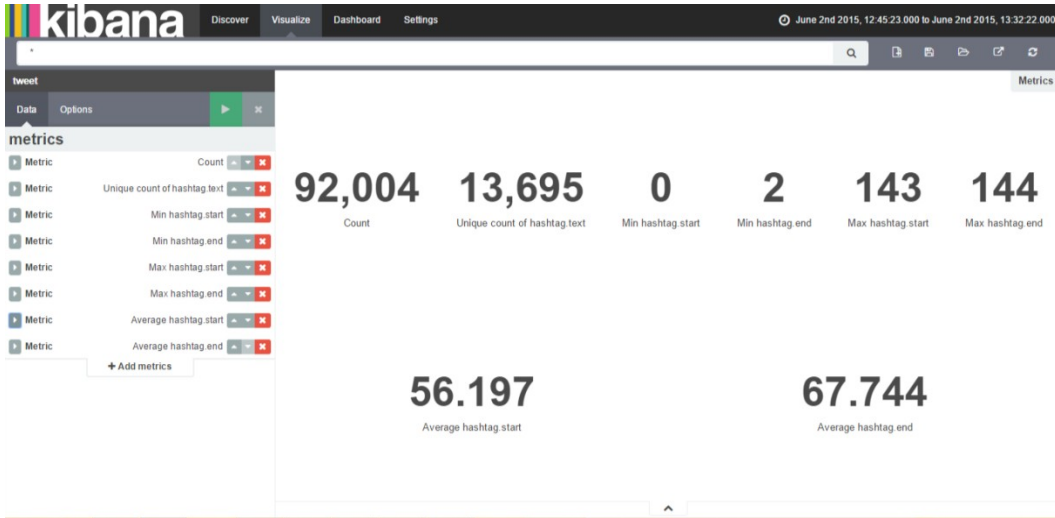 kibana Discover Visualize Dashboard Settings June 2nd 2015, 12:45:23.000 to June 2nd 2015, 13:32:22.000
*
tweet
Metrics
Data Options
metrics
Metric Count
Metric Unique count of hashtag.text
Metric Min hashtag.start
Metric Min hashtag.end
Metric Max hashtag.start
Metric Max hashtag.end
Metric Average hashtag.start
Metric Average hashtag.end
+ Add metrics
92,004 13,695 0 2 143 144
Count Unique count of hashtag.text Min hashtag.start Min hashtag.end Max hashtag.start Max hashtag.end
56.197 67.744
Average hashtag.start Average hashtag.end